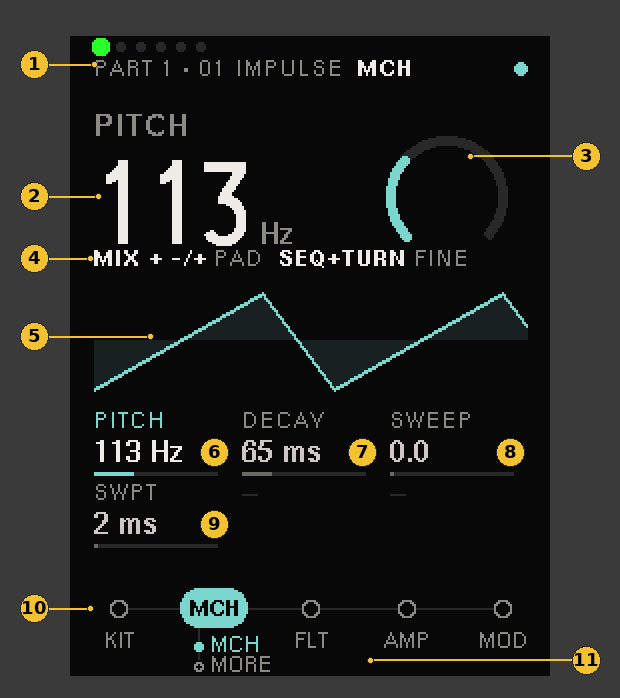 1 PART 1 · 01 IMPULSE MCH
PITCH
3
2 113 Hz
4 MIX + -/+ PAD SEQ+TURN FINE
5
PITCH DECAY SWEEP
113 Hz 6 65 ms 7 0.0 8
SWPT — —
2 ms 9
10 MCH
KIT MCH FLT AMP MOD
MORE 11